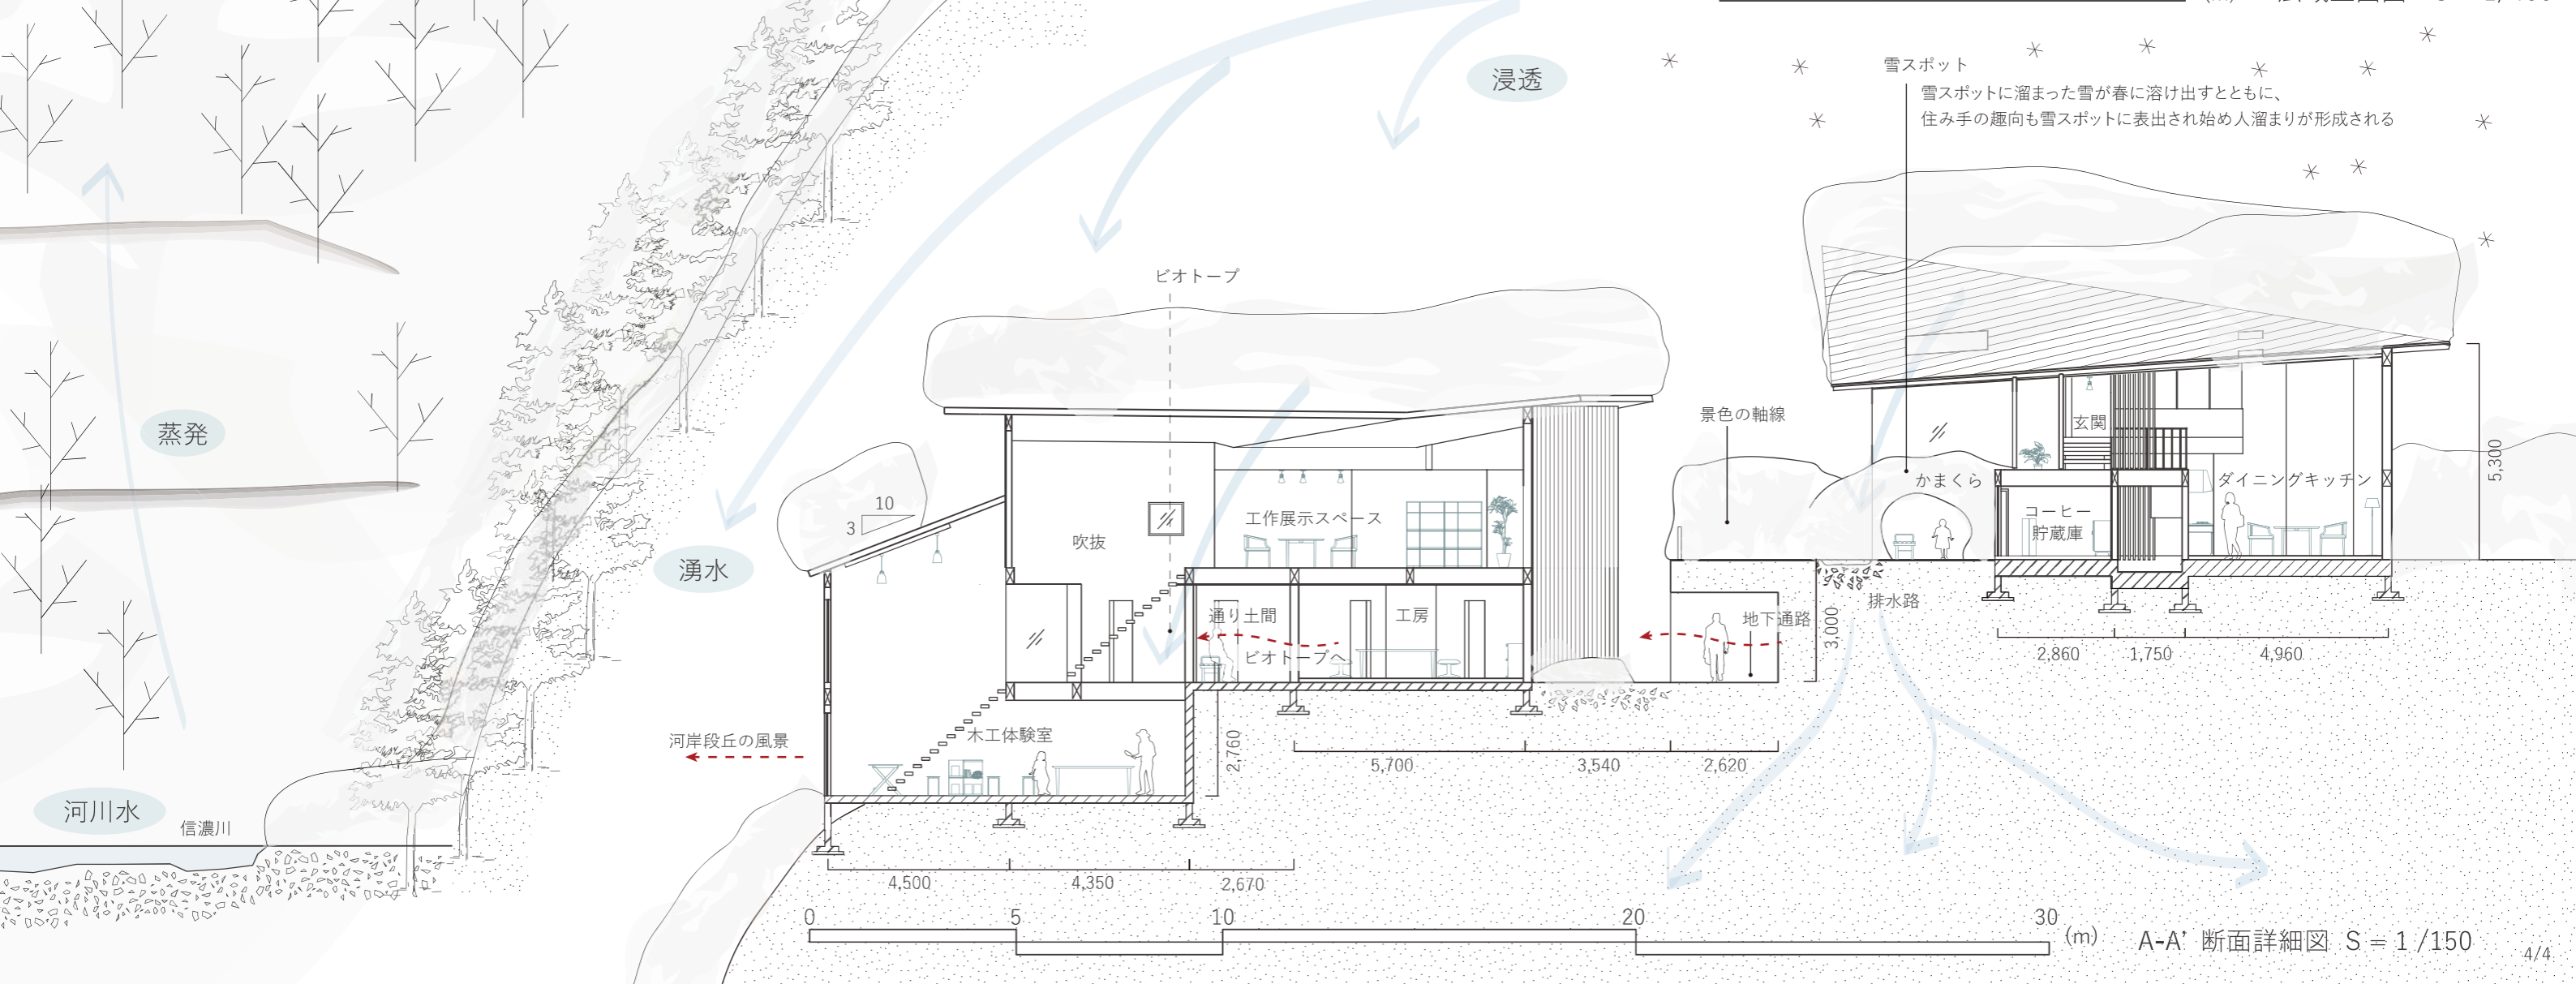 浸透
雪スポット
雪スポットに溜まった雪が春に溶け出すとともに、
住み手の趣向も雪スポットに表出され始め人溜まりが形成される
ビオトープ
景色の軸線
玄関
かまくら
コーヒー
貯蔵庫
ダイニングキッチン
5,300
蒸発
10
3
吹抜
工作展示スペース
湧水
通り土間
工房
ビオトープへ
地下通路
3,000
排水路
2,860
1,750
4,960
河岸段丘の風景
木工体験室
2,760
5,700
3,540
2,620
河川水
信濃川
4,500
4,350
2,670
0
5
10
20
30
(m)
A-A' 断面詳細図 S = 1 /150
4/4